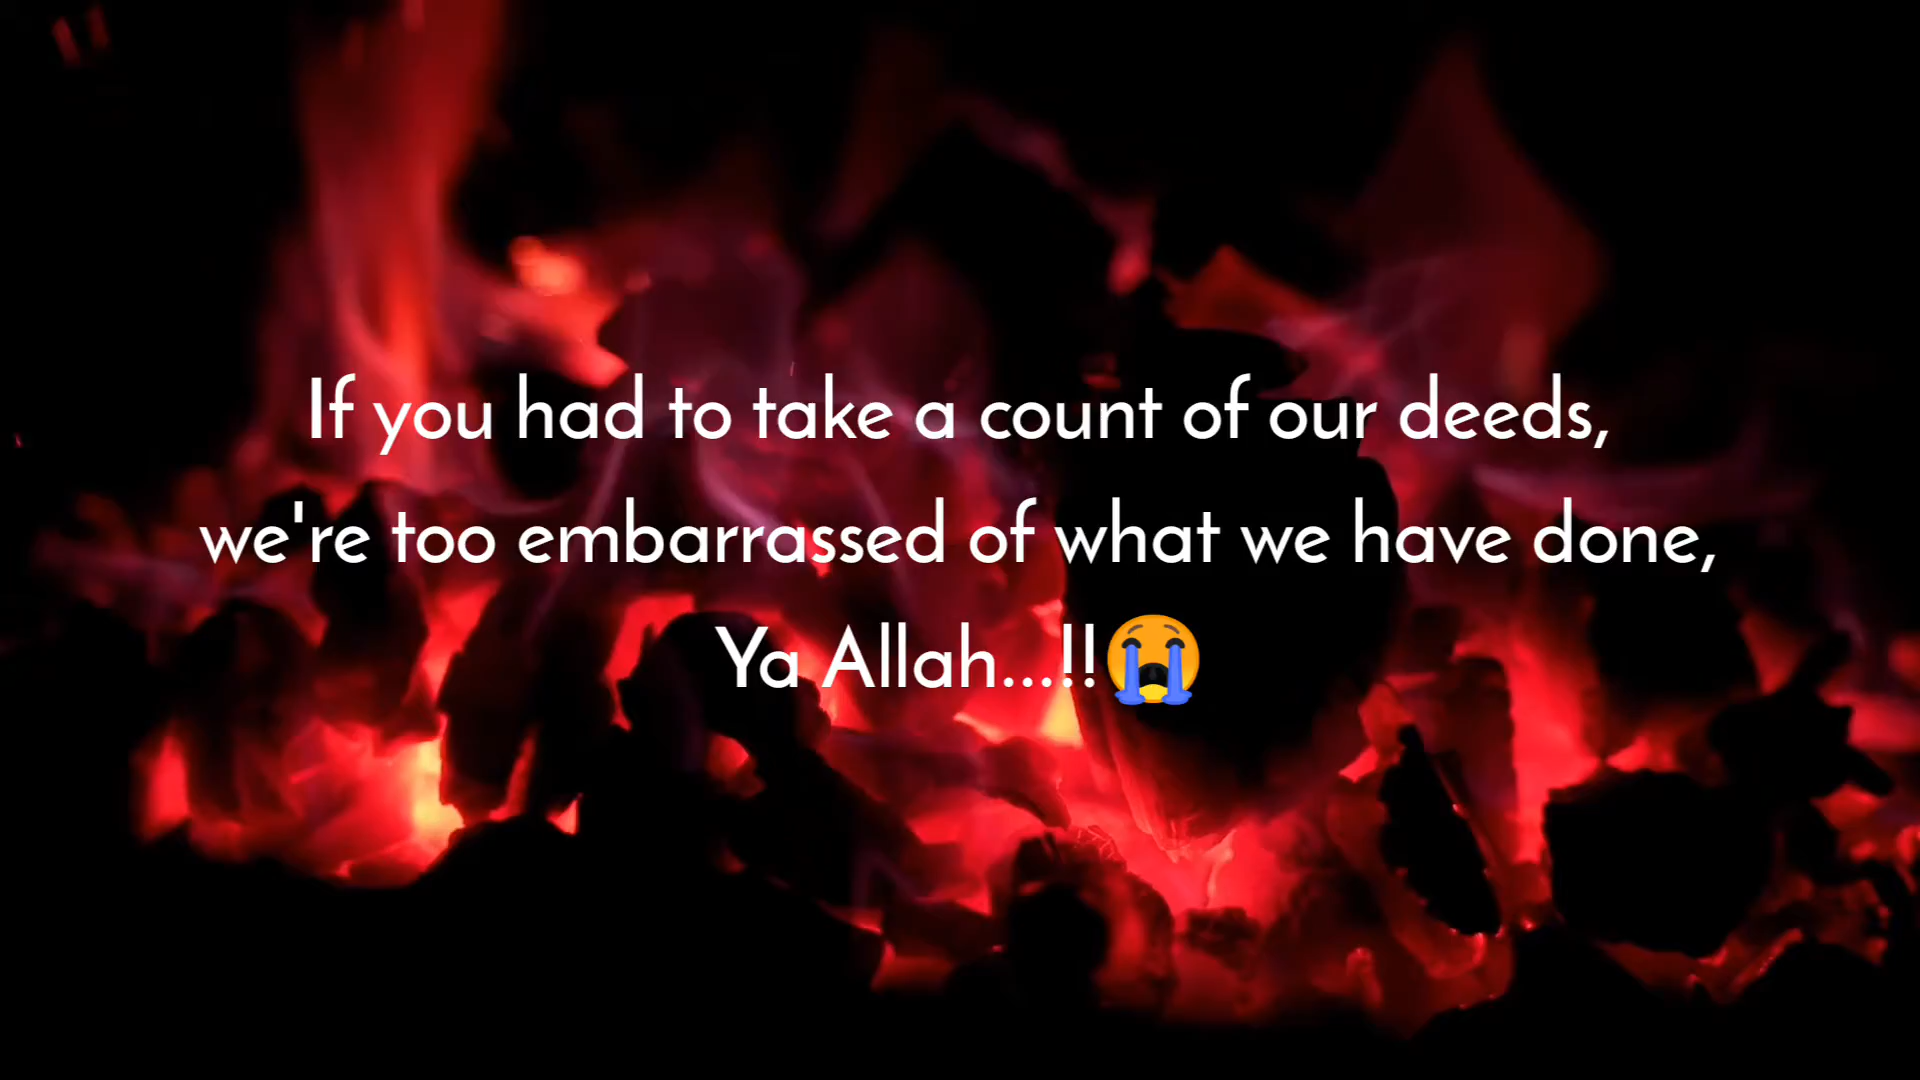 If you had to take a count of our deeds,
we're too embarrassed of what we have done,
Ya Allah...!!😭